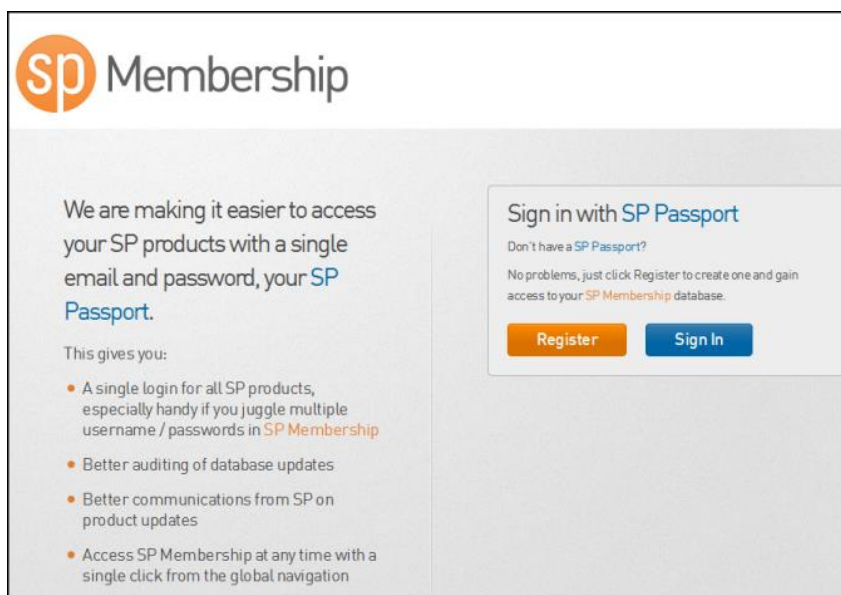 sp Membership
We are making it easier to access
your SP products with a single
email and password, your SP
Passport.
This gives you:
• A single login for all SP products,
especially handy if you juggle multiple
username / passwords in SP Membership
• Better auditing of database updates
• Better communications from SP on
product updates
• Access SP Membership at any time with a
single click from the global navigation
Sign in with SP Passport
Don't have a SP Passport?
No problems, just click Register to create one and gain
access to your SP Membership database.
Register
Sign In